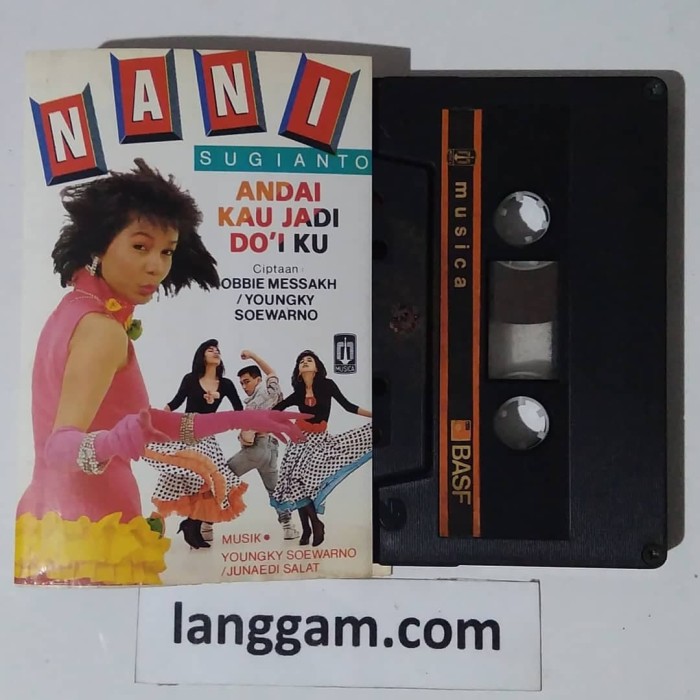 NANI
SUGIANTO
ANDAI
KAU JADI
DO'I KU
Ciptaan :
OBBIE MESSAKH
/YOUNGKY
SOEWARNO
MUSICA
MUSIK •
YOUNGKY SOEWARNO
/JUNAEDI SALAT
musica
BASF
langgam.com